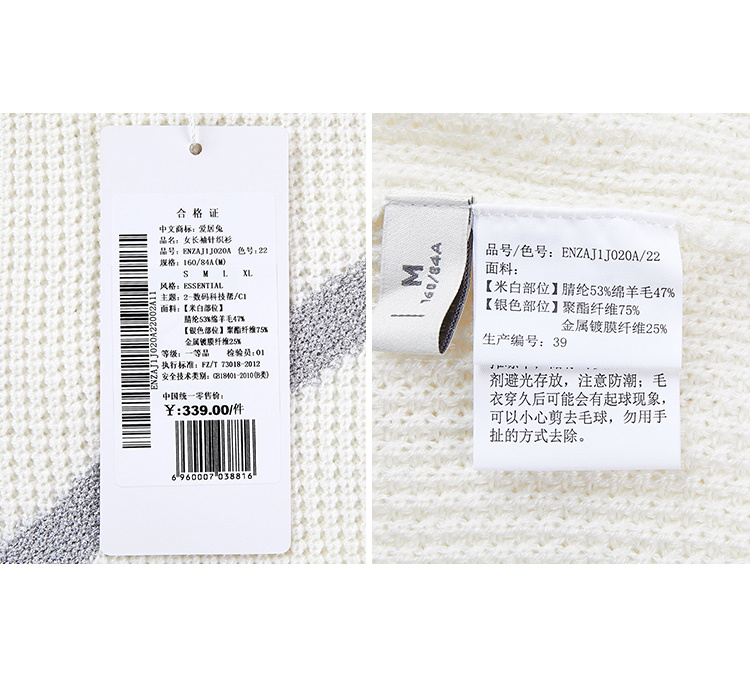 合格证
中文商标: 爱居兔
品名: 女长袖针织衫
品号: ENZAJ1J020A 色号: 22
规格: 160/84A(M)
S M L XL
风格: ESSENTIAL
主题: 2-数码科技帮/C1
面料: 【米白部位】
腈纶53%绵羊毛47%
【银色部位】聚酯纤维75%
金属镀膜纤维25%
等级: 一等品 检验员: 01
执行标准: FZ/T 73018-2012
安全技术类别: GB18401-2010(B类)
中国统一零售价:
¥:339.00/件
6 960007 038816
ENZAJ1J020A22002A11
M
160/84A
品号/色号: ENZAJ1J020A/22
面料:
【米白部位】腈纶53%绵羊毛47%
【银色部位】聚酯纤维75%
金属镀膜纤维25%
生产编号: 39
剂避光存放，注意防潮；毛
衣穿久后可能会有起球现象，
可以小心剪去毛球，勿用手
扯的方式去除。